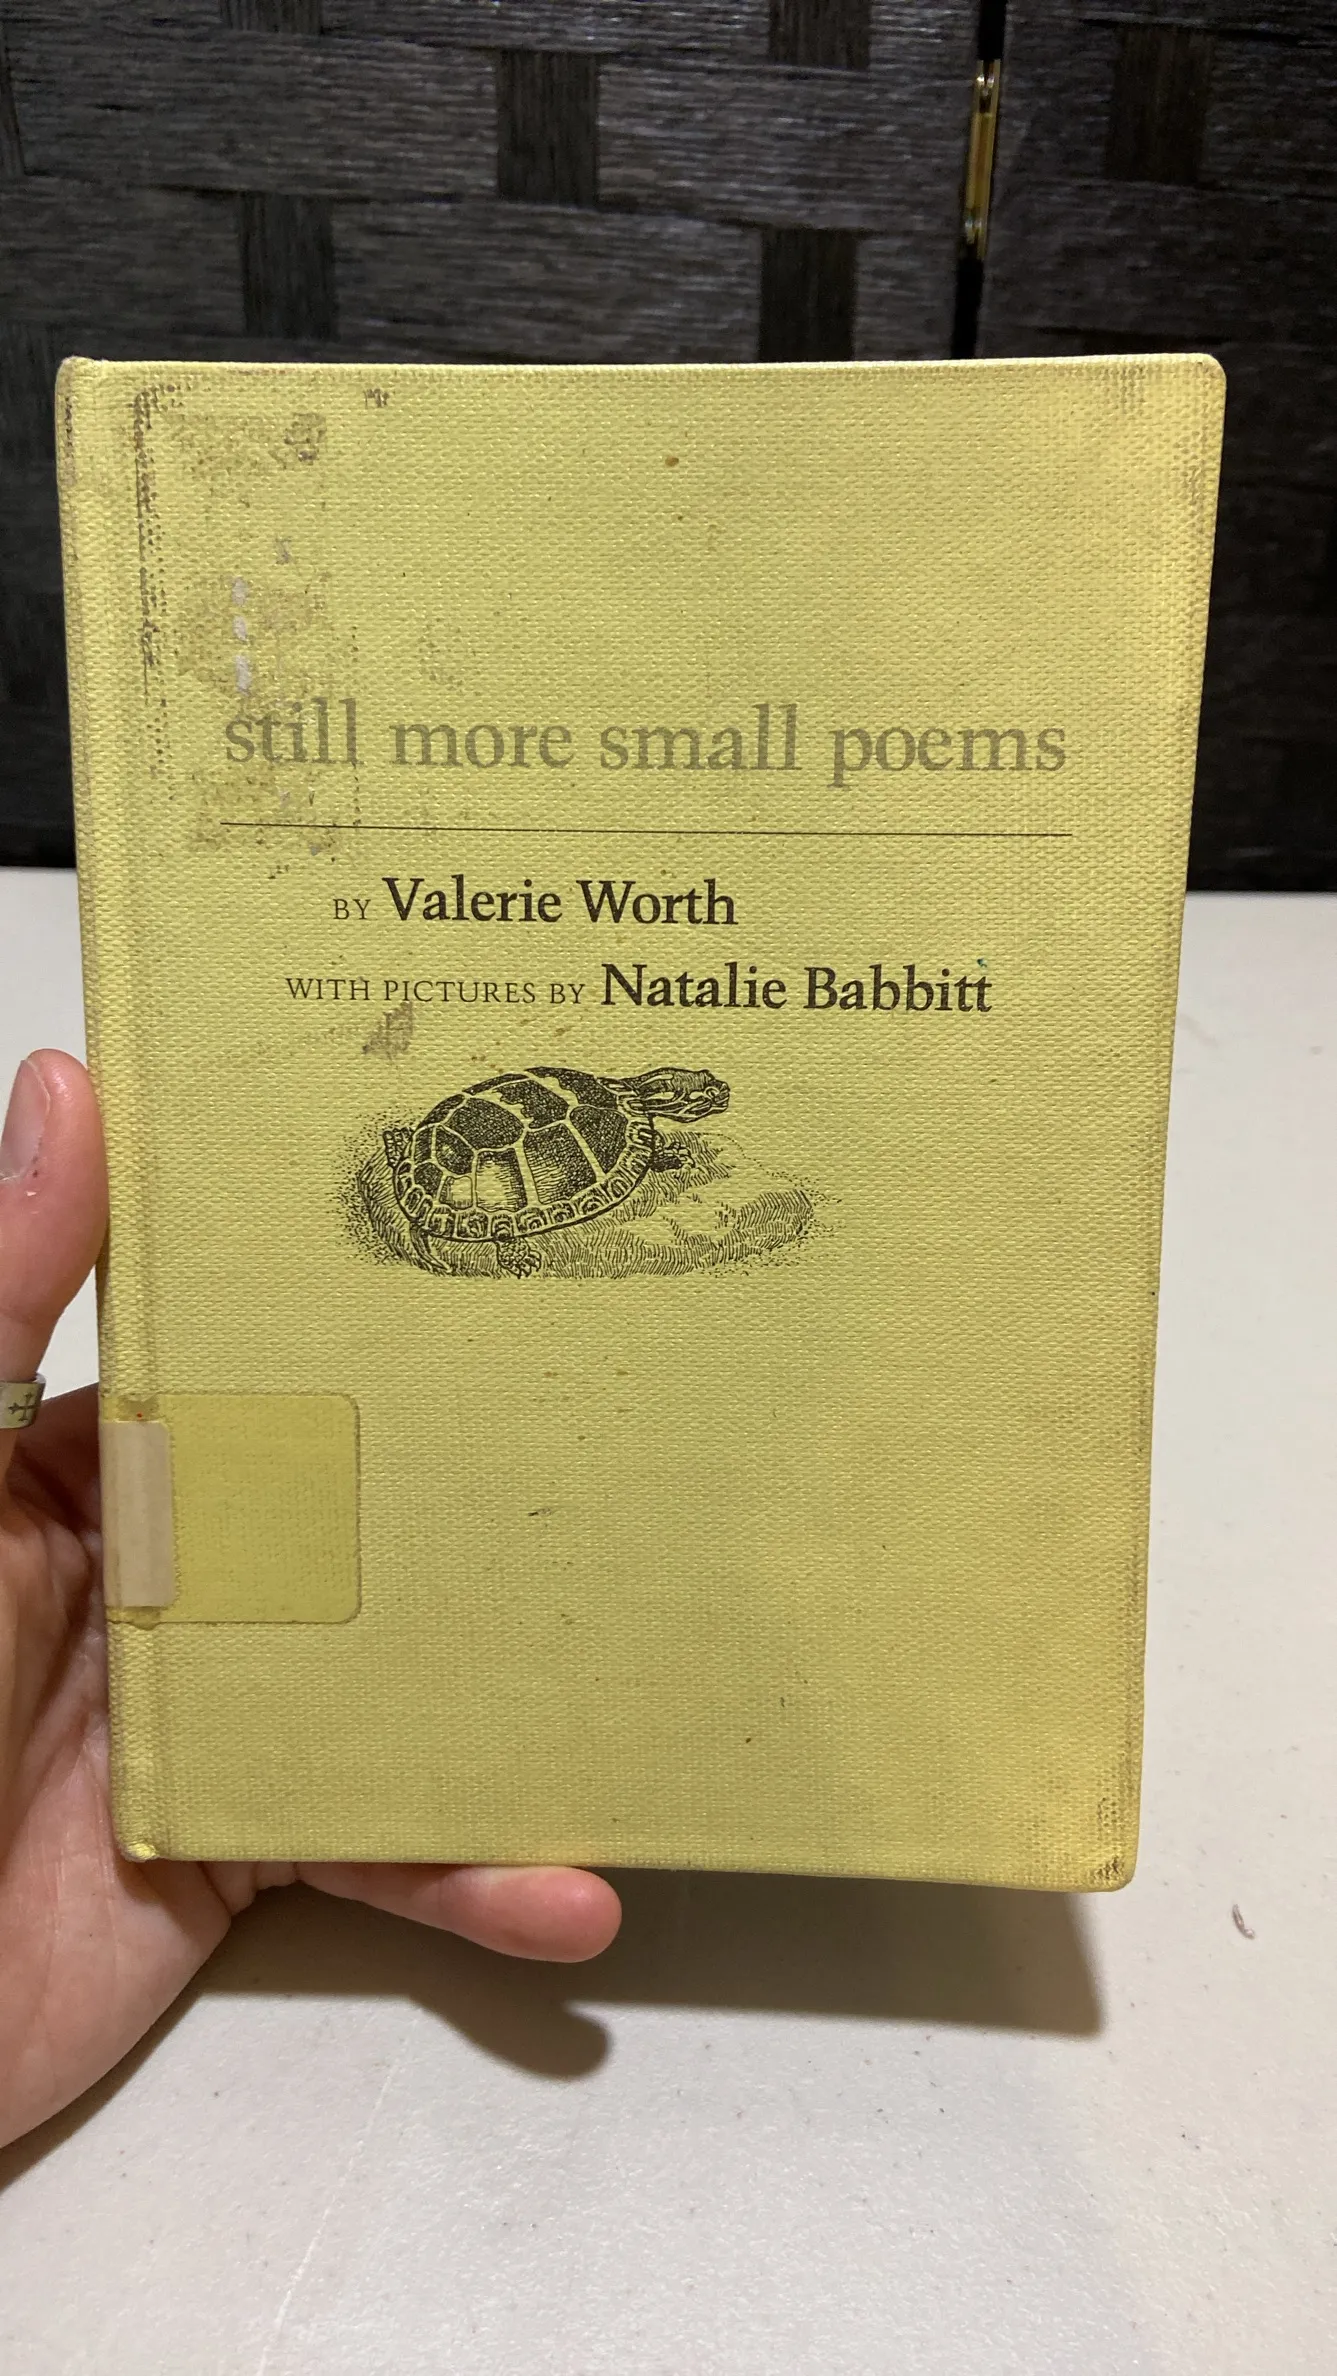 still more small poems
BY Valerie Worth
WITH PICTURES BY Natalie Babbitt